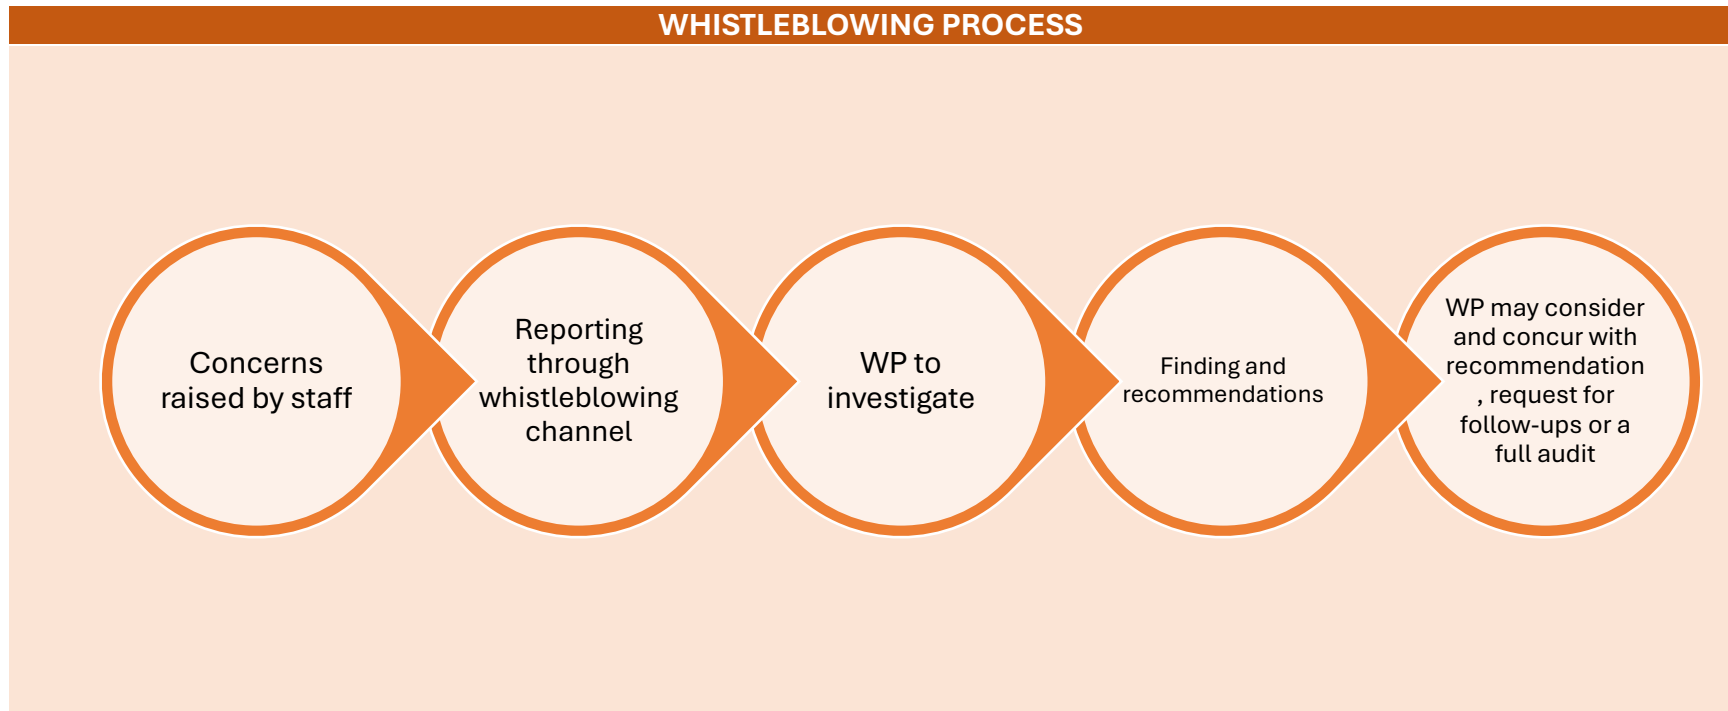 WHISTLEBLOWING PROCESS
Concerns
raised by staff
Reporting
through
whistleblowing
channel
WP to
investigate
Finding and
recommendations
WP may consider
and concur with
recommendation
, request for
follow-ups or a
full audit